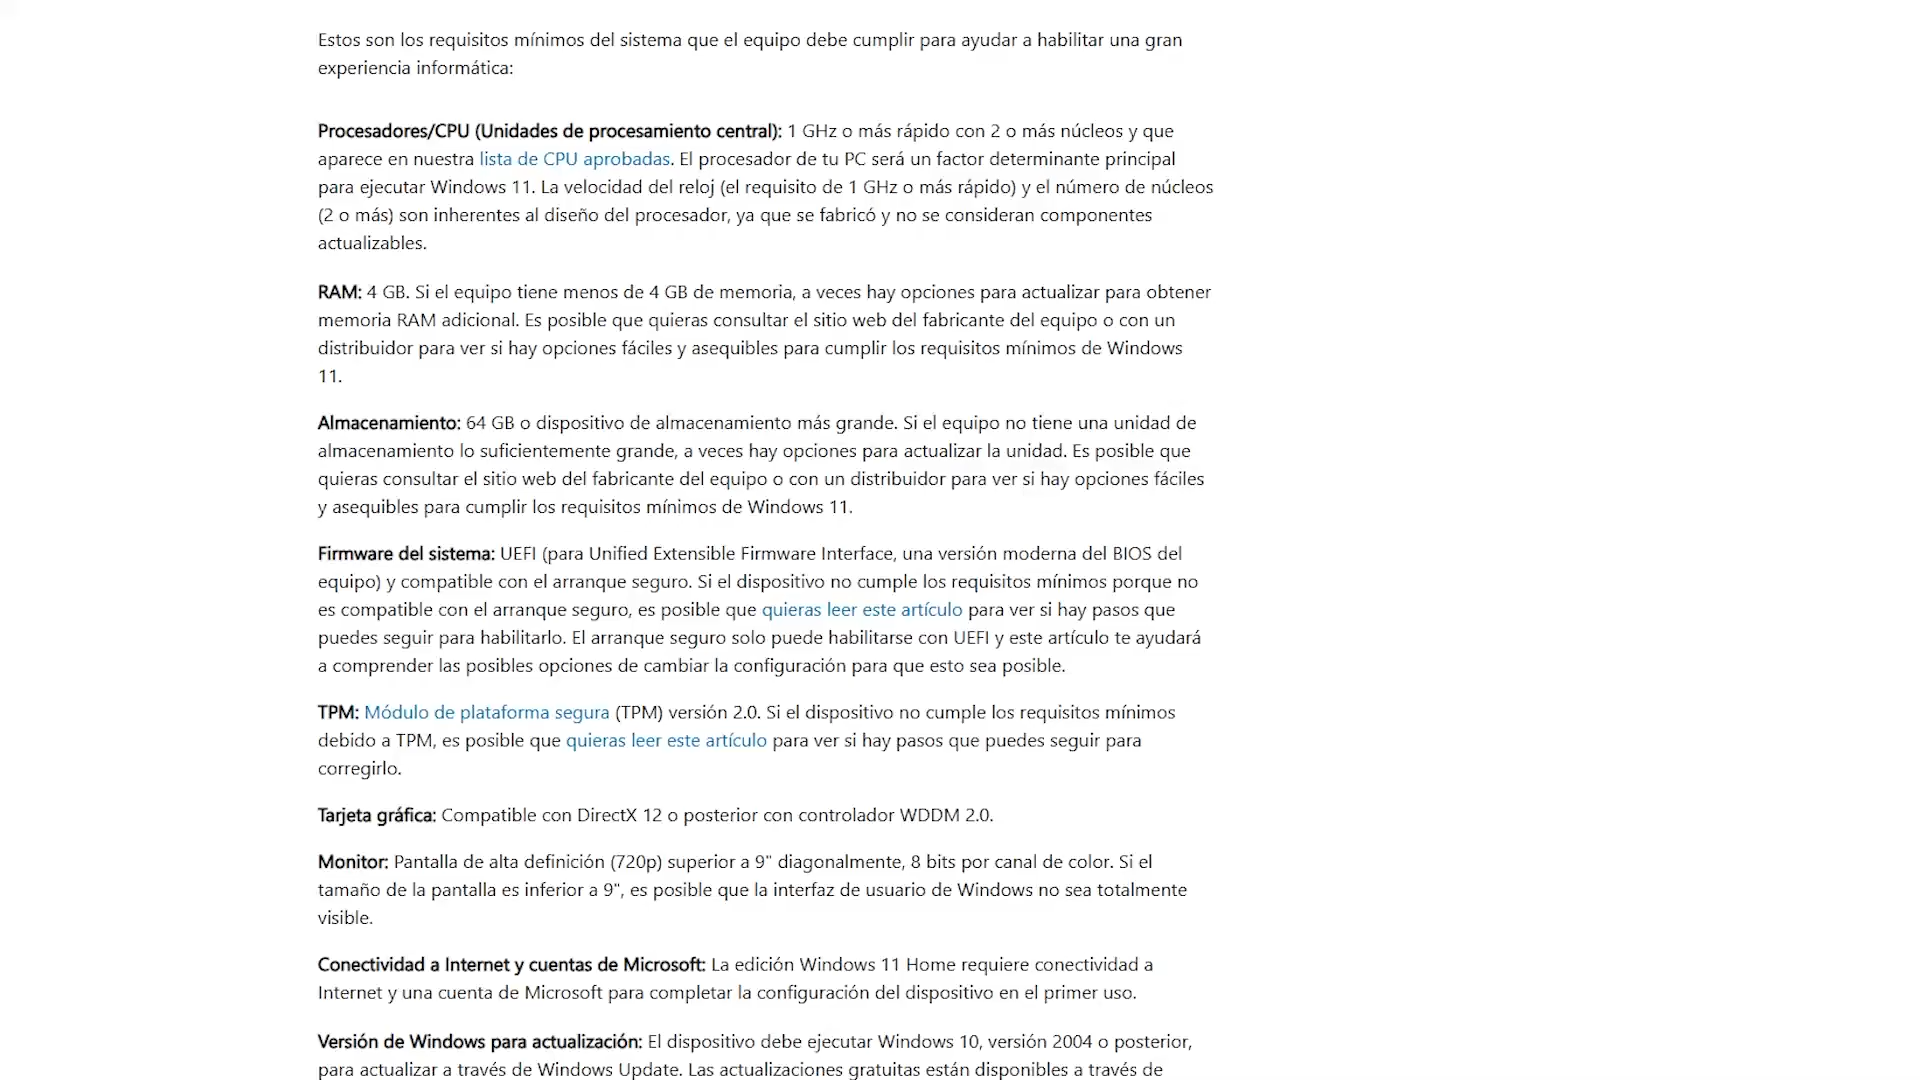 Estos son los requisitos mínimos del sistema que el equipo debe cumplir para ayudar a habilitar una gran
experiencia informática:
Procesadores/CPU (Unidades de procesamiento central): 1 GHz o más rápido con 2 o más núcleos y que
aparece en nuestra lista de CPU aprobadas. El procesador de tu PC será un factor determinante principal
para ejecutar Windows 11. La velocidad del reloj (el requisito de 1 GHz o más rápido) y el número de núcleos
(2 o más) son inherentes al diseño del procesador, ya que se fabricó y no se consideran componentes
actualizables.
RAM: 4 GB. Si el equipo tiene menos de 4 GB de memoria, a veces hay opciones para actualizar para obtener
memoria RAM adicional. Es posible que quieras consultar el sitio web del fabricante del equipo o con un
distribuidor para ver si hay opciones fáciles y asequibles para cumplir los requisitos mínimos de Windows
11.
Almacenamiento: 64 GB o dispositivo de almacenamiento más grande. Si el equipo no tiene una unidad de
almacenamiento lo suficientemente grande, a veces hay opciones para actualizar la unidad. Es posible que
quieras consultar el sitio web del fabricante del equipo o con un distribuidor para ver si hay opciones fáciles
y asequibles para cumplir los requisitos mínimos de Windows 11.
Firmware del sistema: UEFI (para Unified Extensible Firmware Interface, una versión moderna del BIOS del
equipo) y compatible con el arranque seguro. Si el dispositivo no cumple los requisitos mínimos porque no
es compatible con el arranque seguro, es posible que quieras leer este artículo para ver si hay pasos que
puedes seguir para habilitarlo. El arranque seguro solo puede habilitarse con UEFI y este artículo te ayudará
a comprender las posibles opciones de cambiar la configuración para que esto sea posible.
TPM: Módulo de plataforma segura (TPM) versión 2.0. Si el dispositivo no cumple los requisitos mínimos
debido a TPM, es posible que quieras leer este artículo para ver si hay pasos que puedes seguir para
corregirlo.
Tarjeta gráfica: Compatible con DirectX 12 o posterior con controlador WDDM 2.0.
Monitor: Pantalla de alta definición (720p) superior a 9" diagonalmente, 8 bits por canal de color. Si el
tamaño de la pantalla es inferior a 9", es posible que la interfaz de usuario de Windows no sea totalmente
visible.
Conectividad a Internet y cuentas de Microsoft: La edición Windows 11 Home requiere conectividad a
Internet y una cuenta de Microsoft para completar la configuración del dispositivo en el primer uso.
Versión de Windows para actualización: El dispositivo debe ejecutar Windows 10, versión 2004 o posterior,
para actualizar a través de Windows Update. Las actualizaciones gratuitas están disponibles a través de